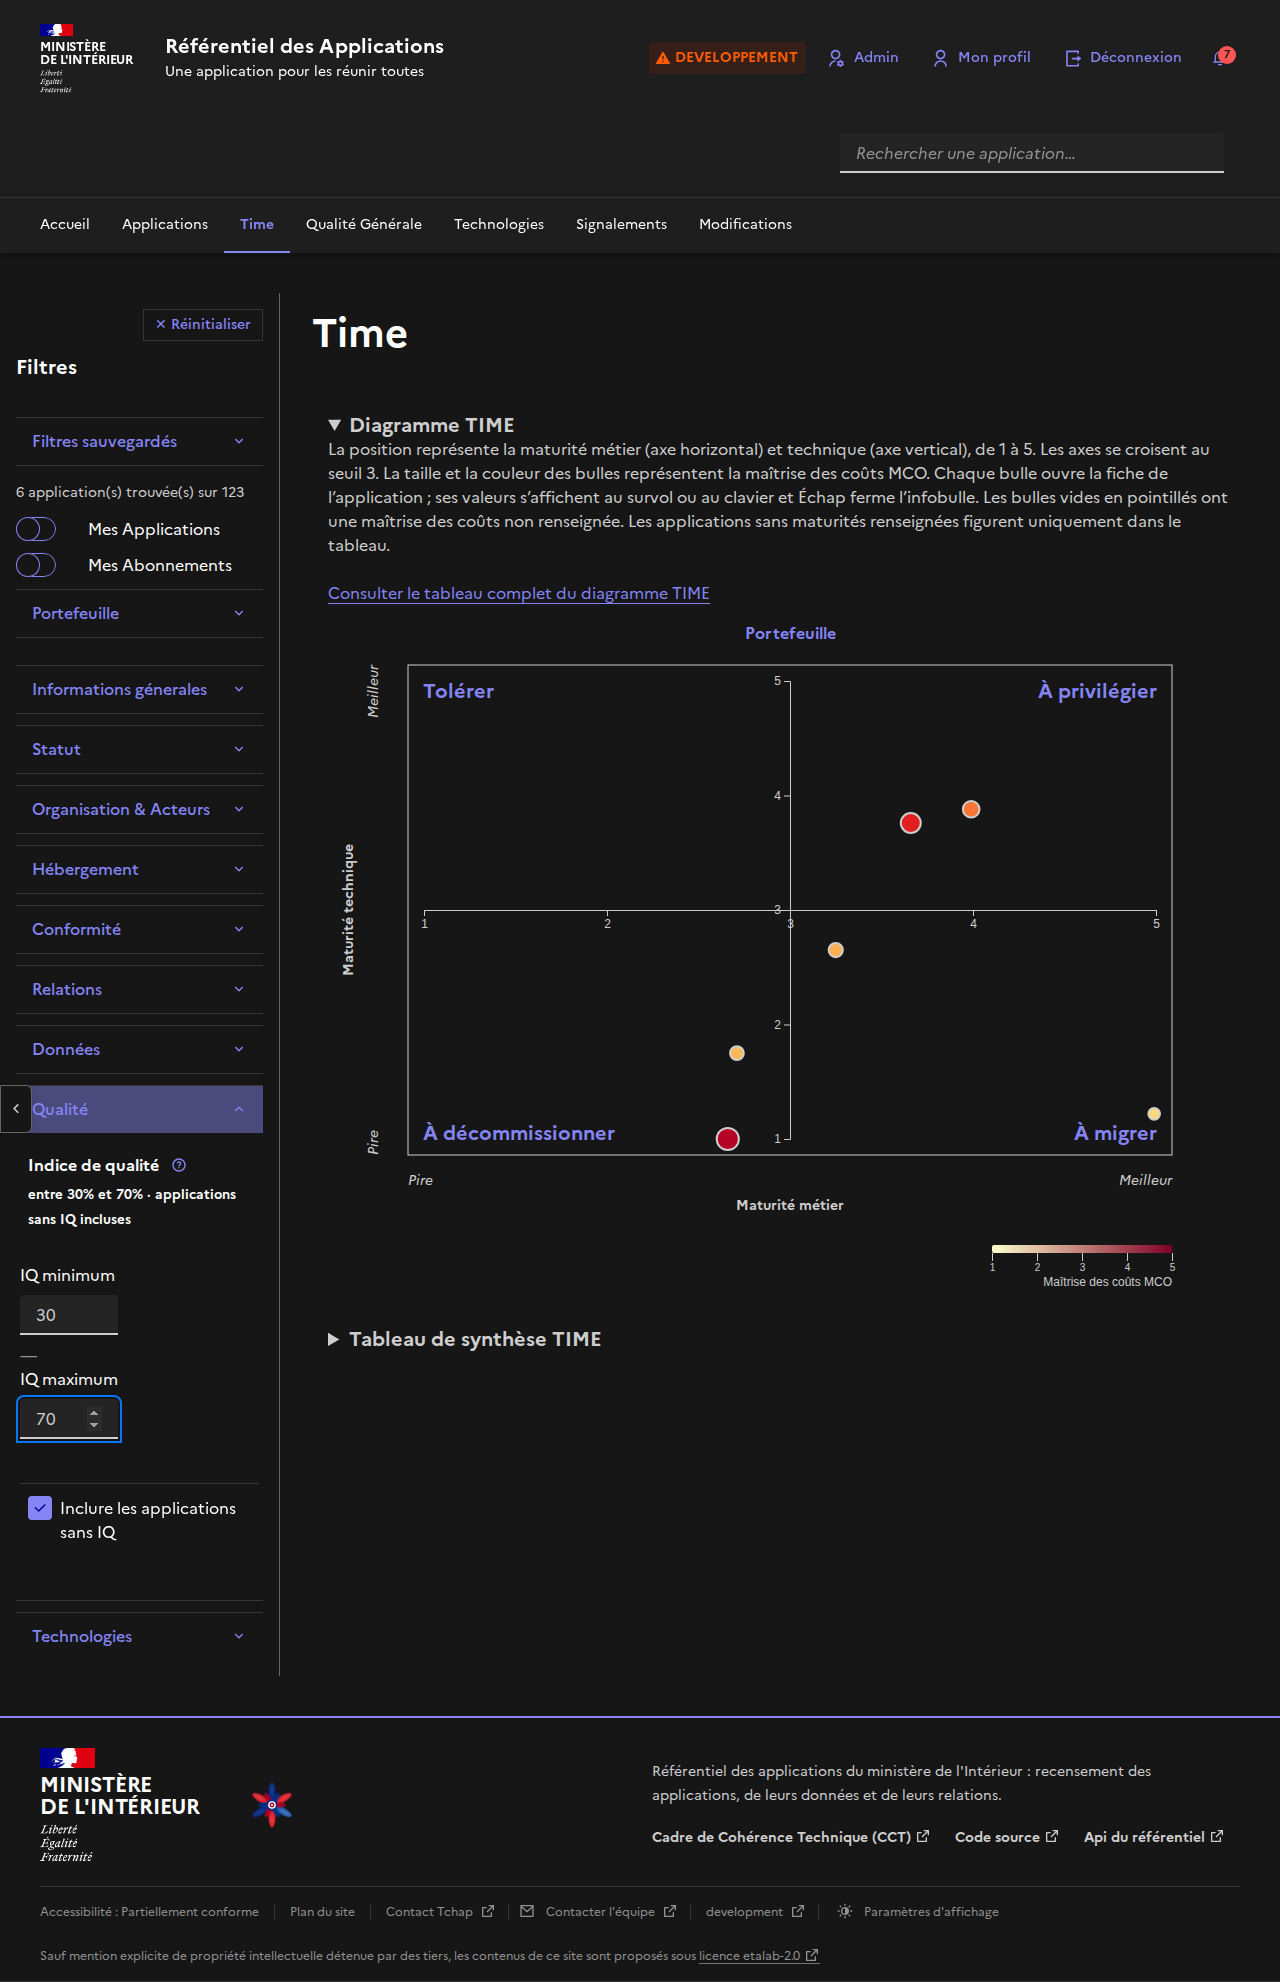 MINISTÈRE
DE L'INTÉRIEUR
Liberté
Égalité
Fraternité
Référentiel des Applications
Une application pour les réunir toutes
DEVELOPPEMENT
Admin
Mon profil
Déconnexion
7
Rechercher une application...
Accueil
Applications
Time
Qualité Générale
Technologies
Signalements
Modifications
✕ Réinitialiser
Filtres
Filtres sauvegardés
6 application(s) trouvée(s) sur 123
Mes Applications
Mes Abonnements
Portefeuille
Informations génerales
Statut
Organisation & Acteurs
Hébergement
Conformité
Relations
Données
Qualité
Indice de qualité
entre 30% et 70% · applications
sans IQ incluses
IQ minimum
30
—
IQ maximum
70
Inclure les applications
sans IQ
Technologies
Time
▼ Diagramme TIME
La position représente la maturité métier (axe horizontal) et technique (axe vertical), de 1 à 5. Les axes se croisent au
seuil 3. La taille et la couleur des bulles représentent la maîtrise des coûts MCO. Chaque bulle ouvre la fiche de
l’application ; ses valeurs s’affichent au survol ou au clavier et Échap ferme l’infobulle. Les bulles vides en pointillés ont
une maîtrise des coûts non renseignée. Les applications sans maturités renseignées figurent uniquement dans le
tableau.
Consulter le tableau complet du diagramme TIME
Portefeuille
Meilleur
Tolérer
5
À privilégier
4
Maturité technique
3
1
2
3
4
5
2
Pire
À décommissionner
1
À migrer
Pire
Meilleur
Maturité métier
1
2
3
4
5
Maîtrise des coûts MCO
▶ Tableau de synthèse TIME
MINISTÈRE
DE L'INTÉRIEUR
Liberté
Égalité
Fraternité
Référentiel des applications du ministère de l'Intérieur : recensement des
applications, de leurs données et de leurs relations.
Cadre de Cohérence Technique (CCT)
Code source
Api du référentiel
Accessibilité : Partiellement conforme
Plan du site
Contact Tchap
Contacter l'équipe
development
Paramètres d'affichage
Sauf mention explicite de propriété intellectuelle détenue par des tiers, les contenus de ce site sont proposés sous licence etalab-2.0